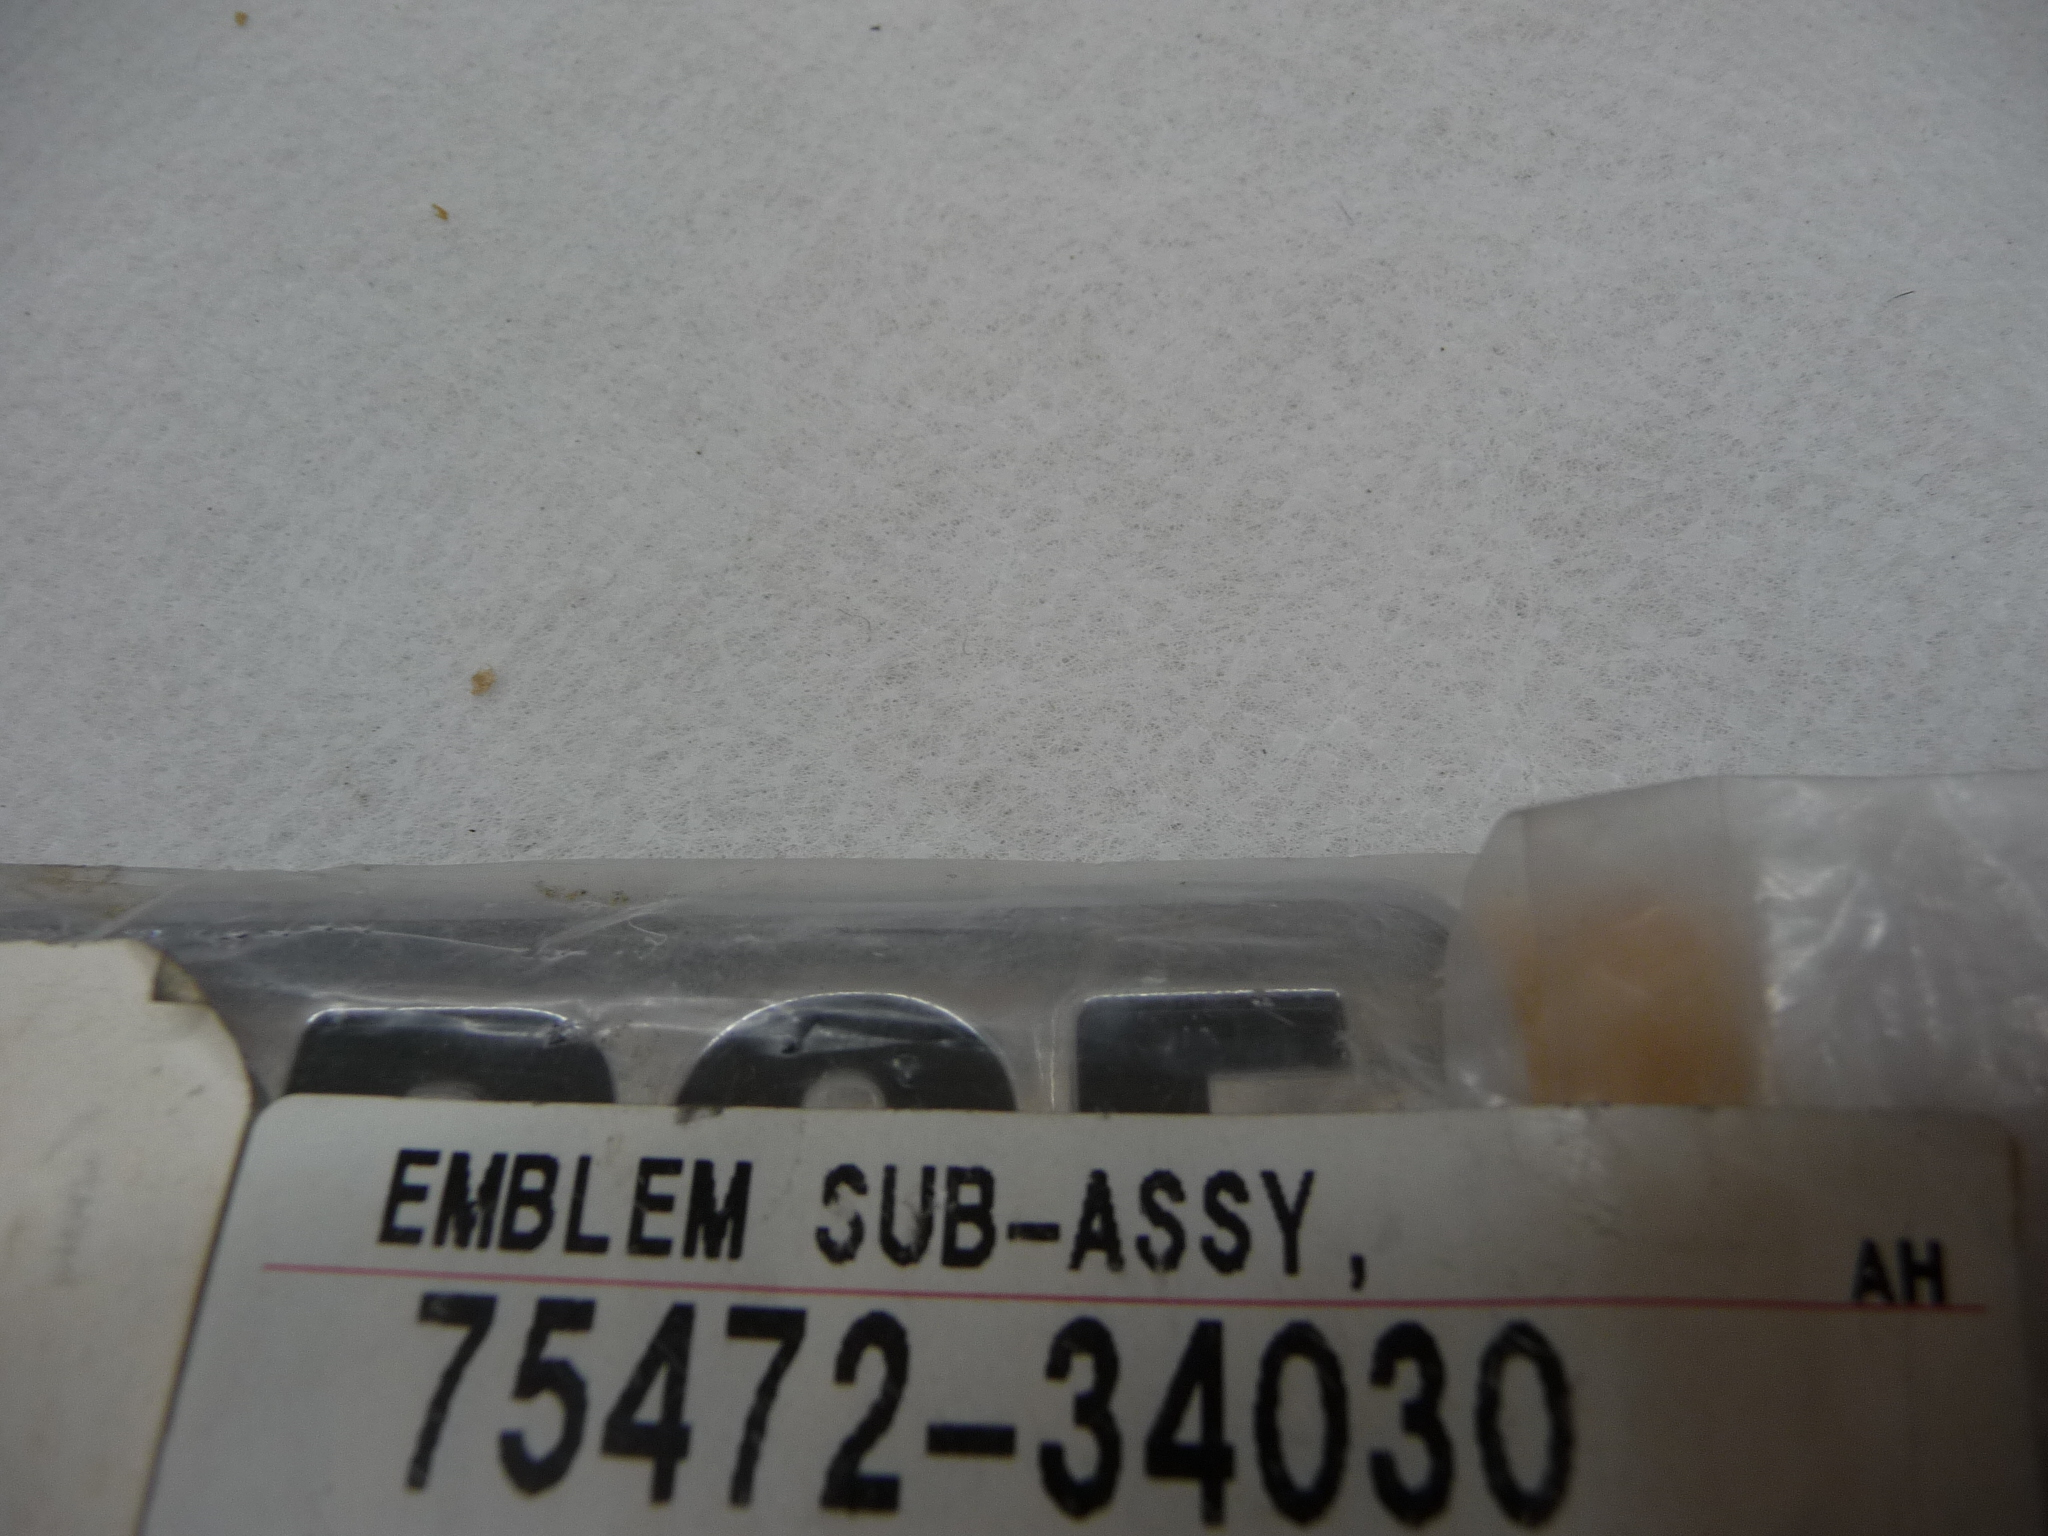 EMBLEM SUB-ASSY,
AH
75472-34030